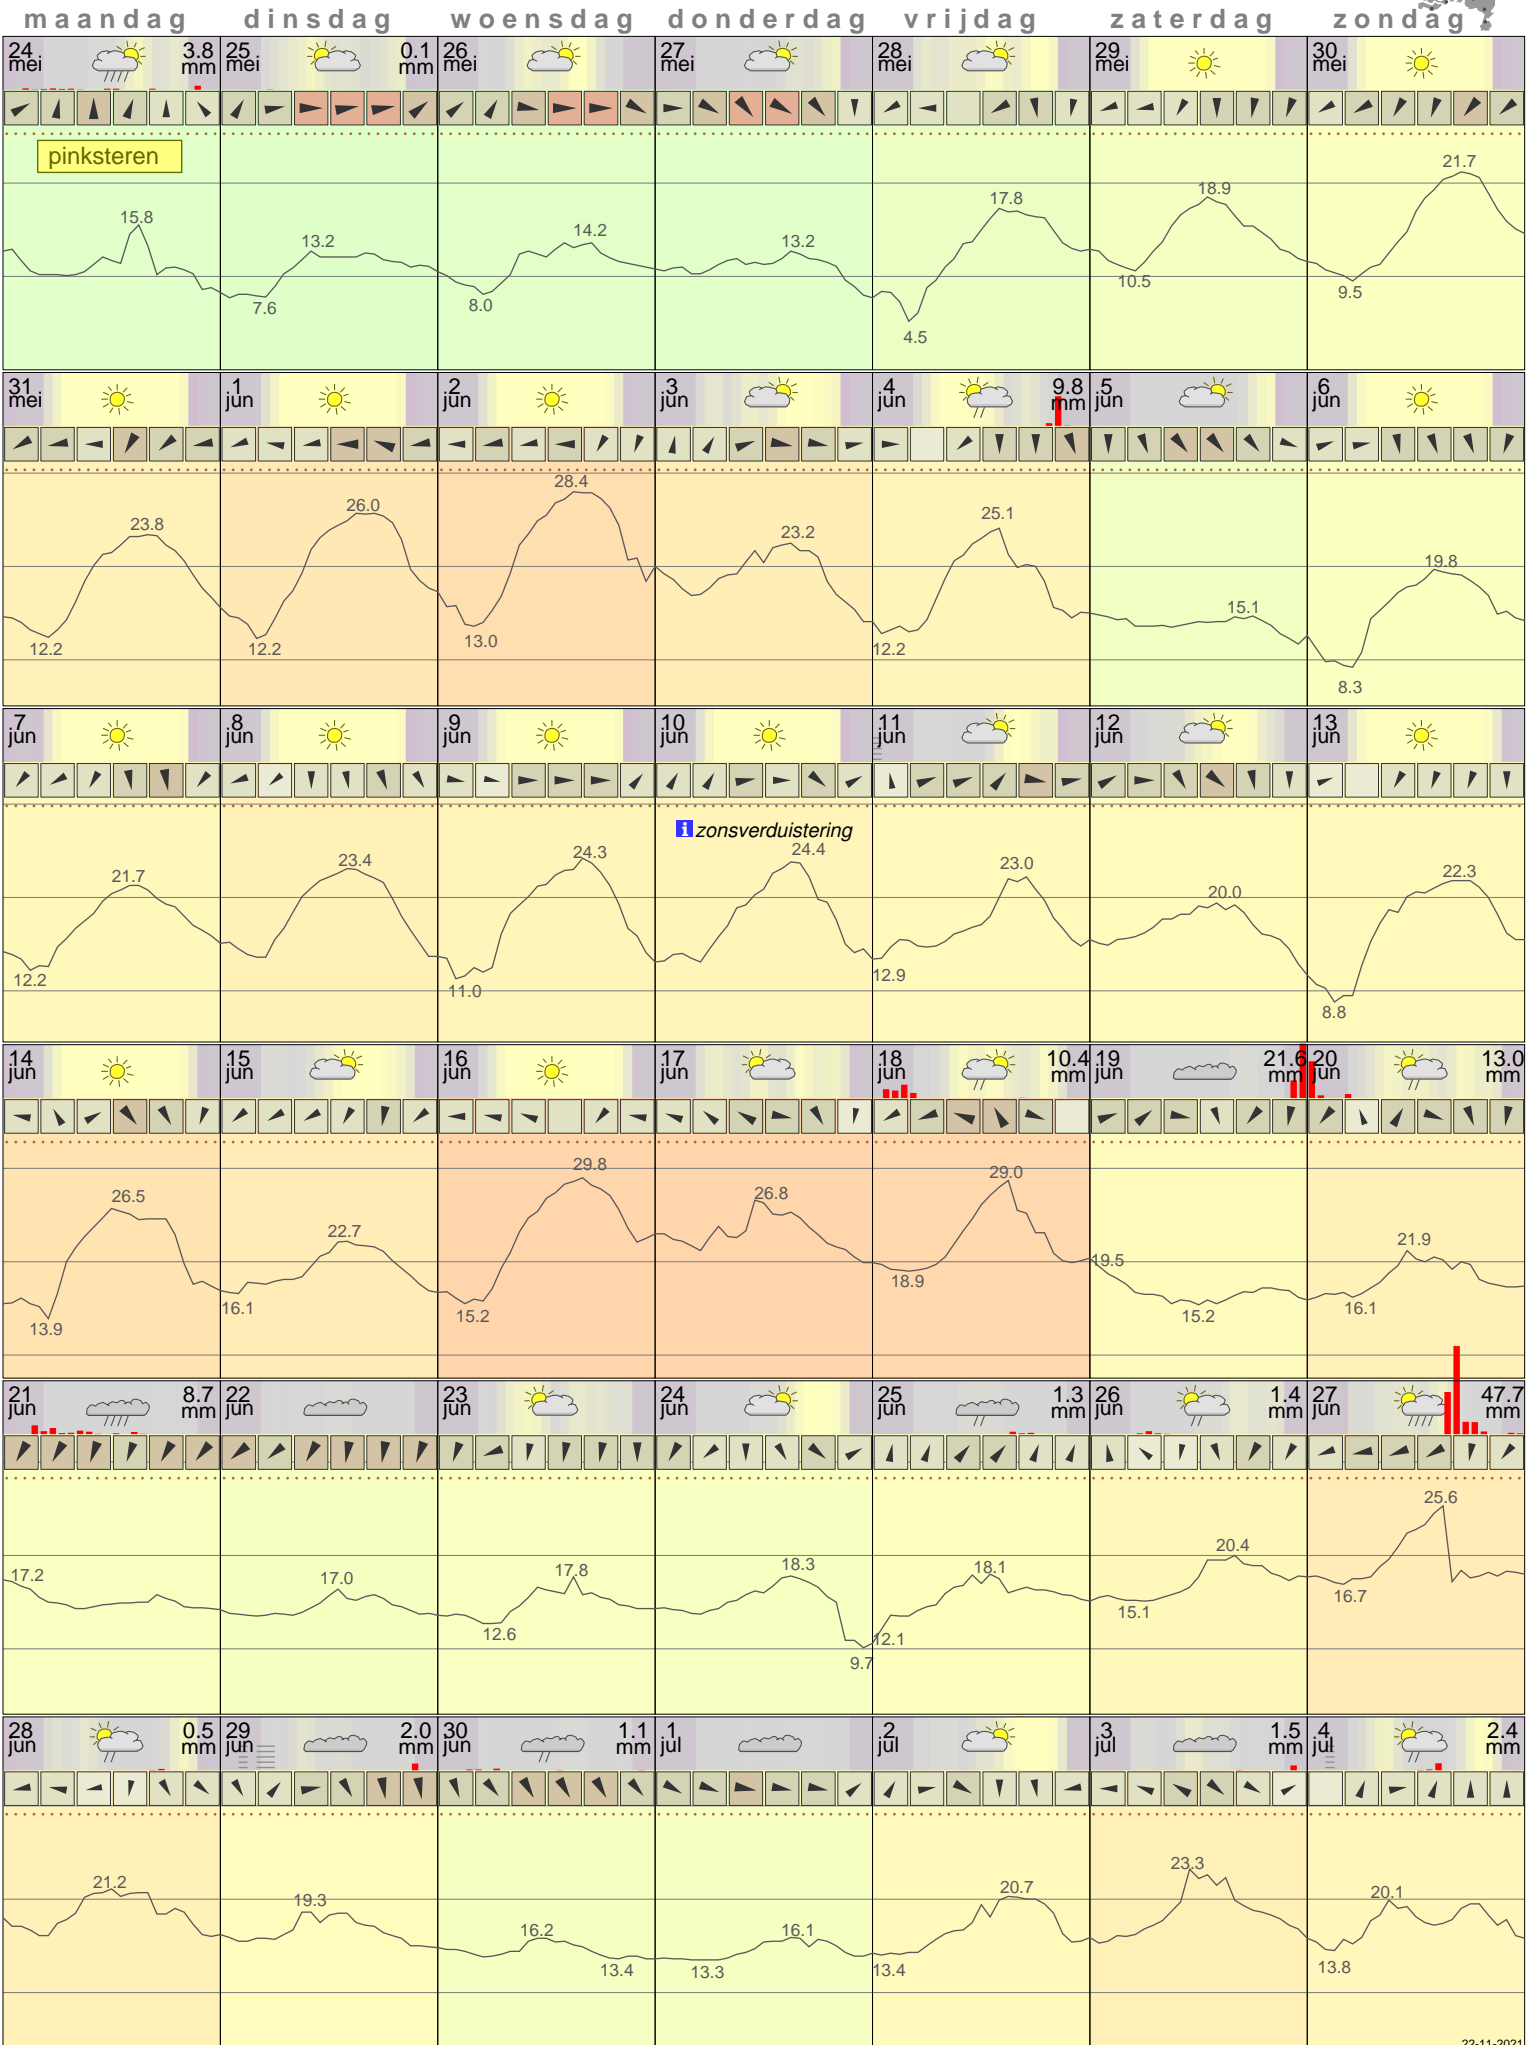 maandag dinsdag woensdag donderdag vrijdag zaterdag zondag
24 mei 3.8 mm 25 mei 0.1 mm 26 mei 27 mei 28 mei 29 mei 30 mei
pinksteren
15.8 7.6 13.2 8.0 14.2 13.2 4.5 17.8 10.5 18.9 9.5 21.7
31 mei 1 jun 2 jun 3 jun 4 jun 9.8 mm 5 jun 6 jun
12.2 23.8 12.2 26.0 13.0 28.4 23.2 12.2 25.1 15.1 8.3 19.8
7 jun 8 jun 9 jun 10 jun 11 jun 12 jun 13 jun
i zonsverduistering
12.2 21.7 23.4 11.0 24.3 24.4 12.9 23.0 20.0 8.8 22.3
14 jun 15 jun 16 jun 17 jun 18 jun 10.4 mm 19 jun 21.6 mm 20 jun 13.0 mm
13.9 26.5 16.1 22.7 15.2 29.8 26.8 18.9 29.0 19.5 15.2 16.1 21.9
21 jun 8.7 mm 22 jun 23 jun 24 jun 25 jun 1.3 mm 26 jun 1.4 mm 27 jun 47.7 mm
17.2 17.0 12.6 17.8 18.3 9.7 12.1 18.1 15.1 20.4 16.7 25.6
28 jun 0.5 mm 29 jun 2.0 mm 30 jun 1.1 mm 1 jul 2 jul 3 jul 1.5 mm 4 jul 2.4 mm
21.2 19.3 16.2 13.4 13.3 16.1 13.4 20.7 23.3 13.8 20.1
22-11-2021